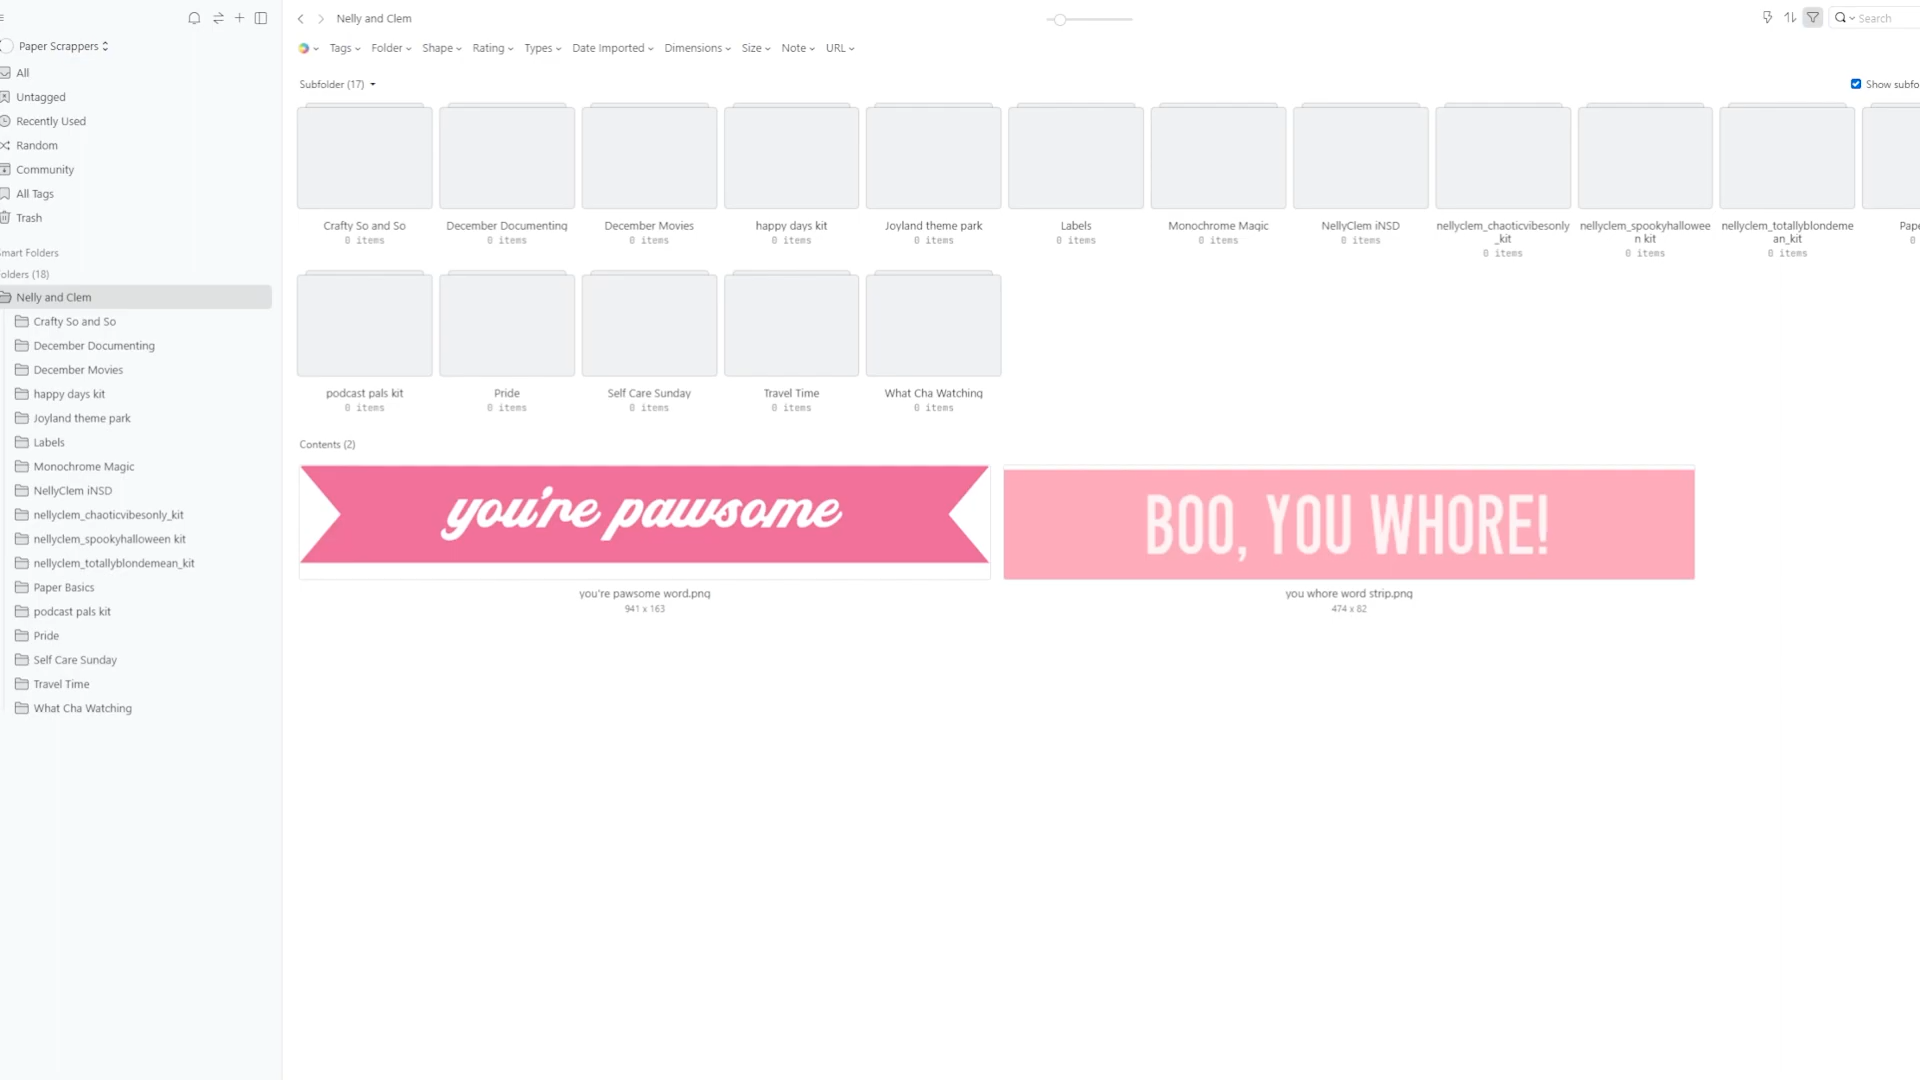 Nelly and Clem
Search
Paper Scrappers
All
Untagged
Recently Used
Random
Community
All Tags
Trash
Smart Folders
Folders (18)
Nelly and Clem
Crafty So and So
December Documenting
December Movies
happy days kit
Joyland theme park
Labels
Monochrome Magic
NellyClem iNSD
nellyclem_chaoticvibesonly_kit
nellyclem_spookyhalloween kit
nellyclem_totallyblondemean_kit
Paper Basics
podcast pals kit
Pride
Self Care Sunday
Travel Time
What Cha Watching
Tags Folder Shape Rating Types Date Imported Dimensions Size Note URL
Subfolder (17)
Show subfo
Crafty So and So
0 items
December Documenting
0 items
December Movies
0 items
happy days kit
0 items
Joyland theme park
0 items
Labels
0 items
Monochrome Magic
0 items
NellyClem iNSD
0 items
nellyclem_chaoticvibesonly
_kit
0 items
nellyclem_spookyhallowee
n kit
0 items
nellyclem_totallyblondeme
an_kit
0 items
Pape
0
podcast pals kit
0 items
Pride
0 items
Self Care Sunday
0 items
Travel Time
0 items
What Cha Watching
0 items
Contents (2)
you're pawsome
you're pawsome word.png
941 x 163
BOO, YOU WHORE!
you whore word strip.png
474 x 82